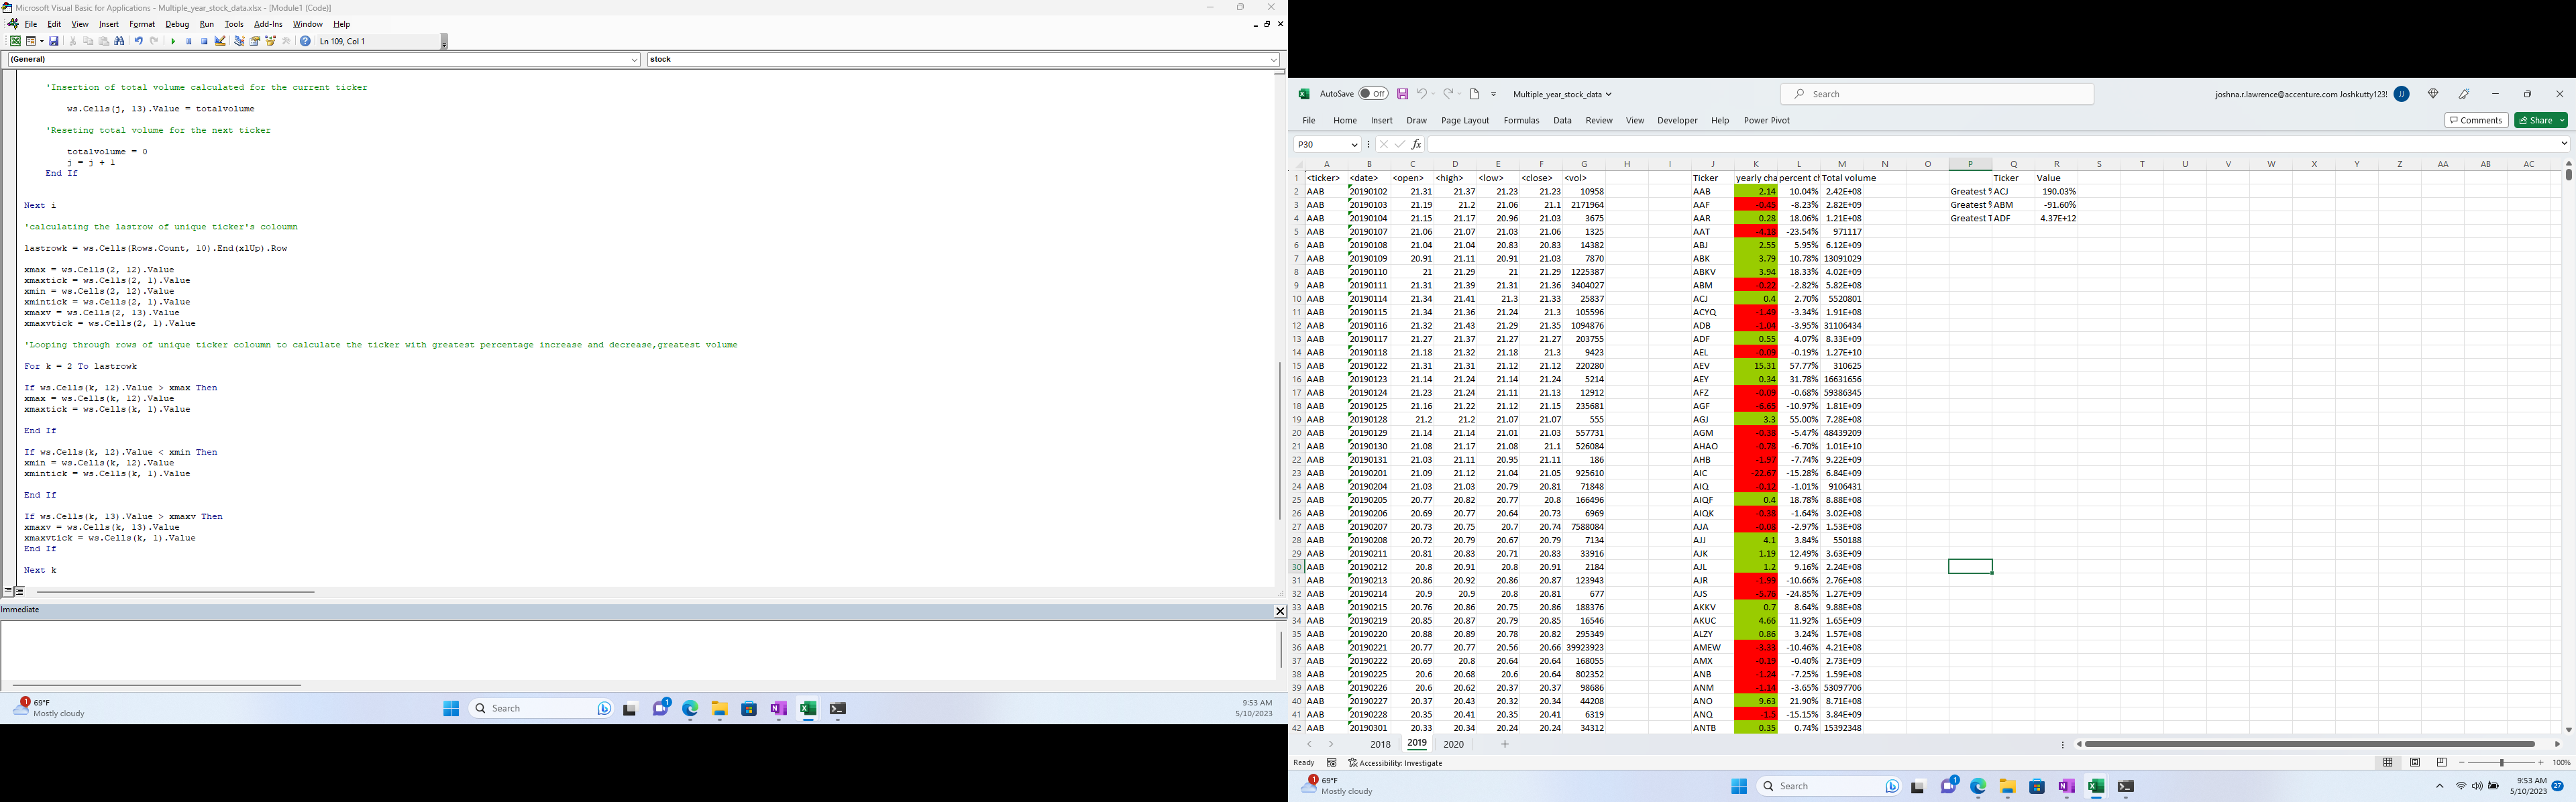 Microsoft Visual Basic for Applications - Multiple_year_stock_data.xlsx - [Module1 (Code)]
File Edit View Insert Format Debug Run Tools Add-Ins Window Help
Ln 109, Col 1
(General) stock
'Insertion of total volume calculated for the current ticker
ws.Cells(j, 13).Value = totalvolume
'Reseting total volume for the next ticker
totalvolume = 0
j = j + 1
End If
Next i
'calculating the lastrow of unique ticker's coloumn
lastrowk = ws.Cells(Rows.Count, 10).End(xlUp).Row
xmax = ws.Cells(2, 12).Value
xmaxtick = ws.Cells(2, 1).Value
xmin = ws.Cells(2, 12).Value
xmintick = ws.Cells(2, 1).Value
xmaxv = ws.Cells(2, 13).Value
xmaxvtick = ws.Cells(2, 1).Value
'Looping through rows of unique ticker coloumn to calculate the ticker with greatest percentage increase and decrease,greatest volume
For k = 2 To lastrowk
If ws.Cells(k, 12).Value > xmax Then
xmax = ws.Cells(k, 12).Value
xmaxtick = ws.Cells(k, 1).Value
End If
If ws.Cells(k, 12).Value < xmin Then
xmin = ws.Cells(k, 12).Value
xmintick = ws.Cells(k, 1).Value
End If
If ws.Cells(k, 13).Value > xmaxv Then
xmaxv = ws.Cells(k, 13).Value
xmaxvtick = ws.Cells(k, 1).Value
End If
Next k
Immediate
1 69°F
Mostly cloudy
Search
1
9:53 AM
5/10/2023
AutoSave Off Multiple_year_stock_data Search joshna.r.lawrence@accenture.com Joshkutty123! JJ
File Home Insert Draw Page Layout Formulas Data Review View Developer Help Power Pivot Comments Share
P30 fx
A B C D E F G H I J K L M N O P Q R S T U V W X Y Z AA AB AC
1 <ticker> <date> <open> <high> <low> <close> <vol> Ticker yearly cha percent ch Total volume Ticker Value
2 AAB 20190102 21.31 21.37 21.23 21.23 10958 AAB 2.14 10.04% 2.42E+08 Greatest % ACJ 190.03%
3 AAB 20190103 21.19 21.2 21.06 21.1 2171964 AAF -0.45 -8.23% 2.82E+09 Greatest % ABM -91.60%
4 AAB 20190104 21.15 21.17 20.96 21.03 3675 AAR 0.28 18.06% 1.21E+08 Greatest T ADF 4.37E+12
5 AAB 20190107 21.06 21.07 21.03 21.06 1325 AAT -4.18 -23.54% 971117
6 AAB 20190108 21.04 21.04 20.83 20.83 14382 ABJ 2.55 5.95% 6.12E+09
7 AAB 20190109 20.91 21.11 20.91 21.03 7870 ABK 3.79 10.78% 13091029
8 AAB 20190110 21 21.29 21 21.29 1225387 ABKV 3.94 18.33% 4.02E+09
9 AAB 20190111 21.31 21.39 21.31 21.36 3404027 ABM -0.22 -2.82% 5.82E+08
10 AAB 20190114 21.34 21.41 21.3 21.33 25837 ACJ 0.4 2.70% 5520801
11 AAB 20190115 21.34 21.36 21.24 21.3 105596 ACYQ -1.49 -3.34% 1.91E+08
12 AAB 20190116 21.32 21.43 21.29 21.35 1094876 ADB -1.04 -3.95% 31106434
13 AAB 20190117 21.27 21.37 21.27 21.27 203755 ADF 0.55 4.07% 8.33E+09
14 AAB 20190118 21.18 21.32 21.18 21.3 9423 AEL -0.09 -0.19% 1.27E+10
15 AAB 20190122 21.31 21.31 21.12 21.12 220280 AEV 15.31 57.77% 310625
16 AAB 20190123 21.14 21.24 21.14 21.24 5214 AEY 0.34 31.78% 16631656
17 AAB 20190124 21.23 21.24 21.11 21.13 12912 AFZ -0.09 -0.68% 59386345
18 AAB 20190125 21.16 21.22 21.12 21.15 235681 AGF -6.65 -10.97% 1.81E+09
19 AAB 20190128 21.2 21.2 21.07 21.07 555 AGJ 3.3 55.00% 7.28E+08
20 AAB 20190129 21.14 21.14 21.01 21.03 557731 AGM -0.38 -5.47% 48439209
21 AAB 20190130 21.08 21.17 21.08 21.1 526084 AHAO -0.78 -6.70% 1.01E+10
22 AAB 20190131 21.03 21.11 20.95 21.11 186 AHB -1.97 -7.74% 9.22E+09
23 AAB 20190201 21.09 21.12 21.04 21.05 925610 AIC -22.67 -15.28% 6.84E+09
24 AAB 20190204 21.03 21.03 20.79 20.81 71848 AIQ -0.12 -1.01% 9106431
25 AAB 20190205 20.77 20.82 20.77 20.8 166496 AIQF 0.4 18.78% 8.88E+08
26 AAB 20190206 20.69 20.77 20.64 20.73 6969 AIQK -0.38 -1.64% 3.02E+08
27 AAB 20190207 20.73 20.75 20.7 20.74 7588084 AJA -0.08 -2.97% 1.53E+08
28 AAB 20190208 20.72 20.79 20.67 20.79 7134 AJJ 4.1 3.84% 550188
29 AAB 20190211 20.81 20.83 20.71 20.83 33916 AJK 1.19 12.49% 3.63E+09
30 AAB 20190212 20.8 20.91 20.8 20.91 2184 AJL 1.2 9.16% 2.24E+08
31 AAB 20190213 20.86 20.92 20.86 20.87 123943 AJR -1.99 -10.66% 2.76E+08
32 AAB 20190214 20.9 20.9 20.8 20.81 677 AJS -5.76 -24.85% 1.27E+09
33 AAB 20190215 20.76 20.86 20.75 20.86 188376 AKKV 0.7 8.64% 9.88E+08
34 AAB 20190219 20.85 20.87 20.79 20.85 16546 AKUC 4.66 11.92% 1.65E+09
35 AAB 20190220 20.88 20.89 20.78 20.82 295349 ALZY 0.86 3.24% 1.57E+08
36 AAB 20190221 20.77 20.77 20.56 20.66 39923923 AMEW -3.33 -10.46% 4.21E+08
37 AAB 20190222 20.69 20.8 20.64 20.64 168055 AMX -0.19 -0.40% 2.73E+09
38 AAB 20190225 20.6 20.68 20.6 20.64 802352 ANB -1.24 -7.25% 1.59E+08
39 AAB 20190226 20.6 20.62 20.37 20.37 98686 ANM -1.14 -3.65% 53097706
40 AAB 20190227 20.37 20.43 20.32 20.34 44208 ANO 9.63 21.90% 8.71E+08
41 AAB 20190228 20.35 20.41 20.35 20.41 6319 ANQ -1.5 -15.15% 3.84E+09
42 AAB 20190301 20.33 20.34 20.24 20.24 34312 ANTB 0.35 0.74% 15392348
2018 2019 2020
Ready Accessibility: Investigate 100%
1 69°F
Mostly cloudy
Search
1
9:53 AM
5/10/2023
27